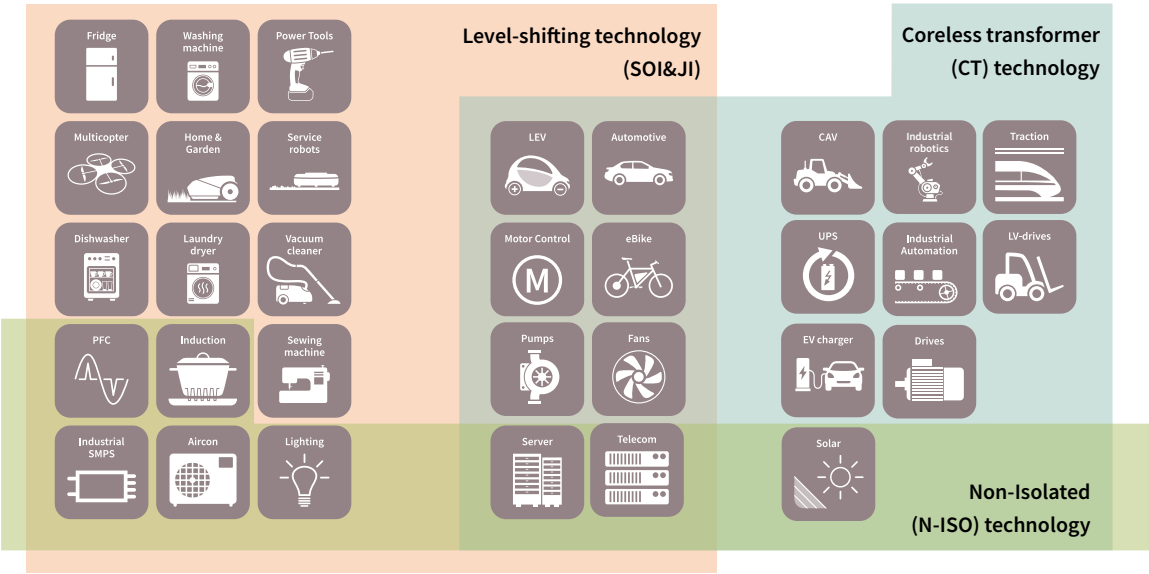 Level-shifting technology
(SOI&JI)
Coreless transformer
(CT) technology
Fridge
Washing
machine
Power Tools
Multicopter
Home &
Garden
Service
robots
LEV
Automotive
CAV
Industrial
robotics
Traction
Dishwasher
Laundry
dryer
Vacuum
cleaner
Motor Control
M
eBike
UPS
Industrial
Automation
LV-drives
PFC
Induction
Sewing
machine
Pumps
Fans
EV charger
Drives
Industrial
SMPS
Aircon
Lighting
Server
Telecom
Solar
Non-Isolated
(N-ISO) technology